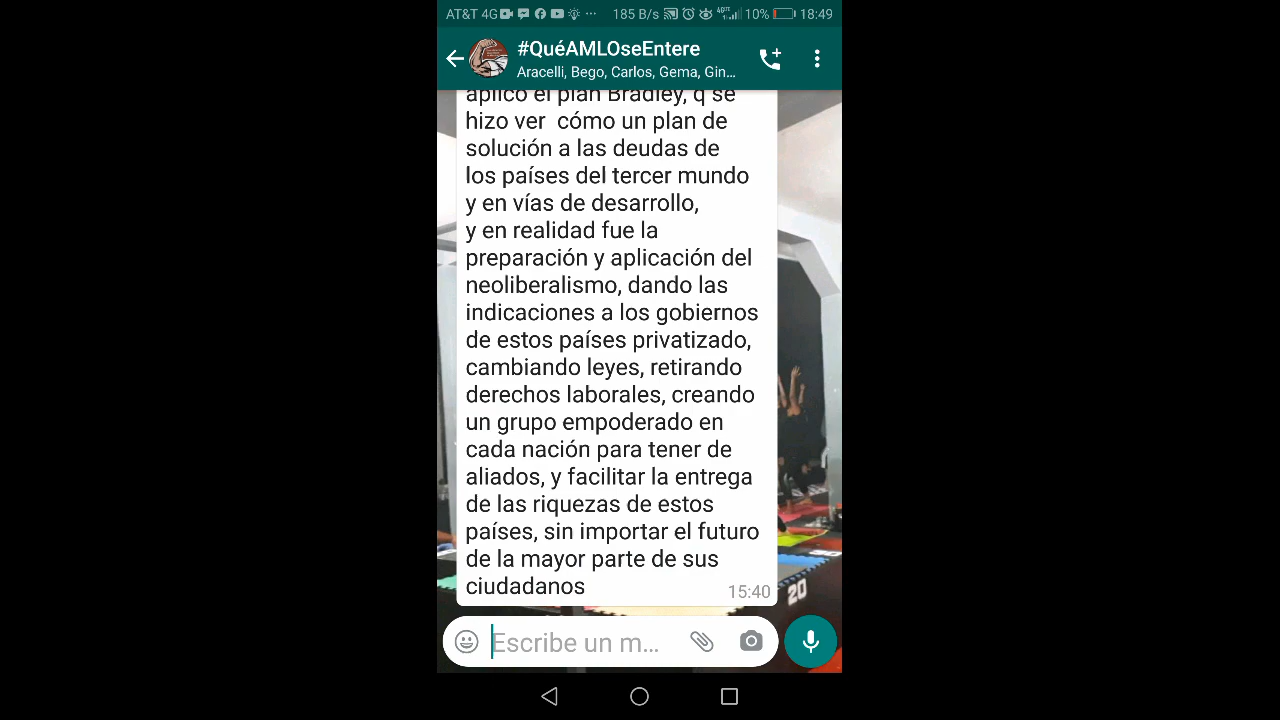 AT&T 4G ··· 185 B/s 10% 18:49
#QuéAMLOseEntere
Aracelli, Bego, Carlos, Gema, Gin...
aplicó el plan Bradley, q se
hizo ver cómo un plan de
solución a las deudas de
los países del tercer mundo
y en vías de desarrollo,
y en realidad fue la
preparación y aplicación del
neoliberalismo, dando las
indicaciones a los gobiernos
de estos países privatizado,
cambiando leyes, retirando
derechos laborales, creando
un grupo empoderado en
cada nación para tener de
aliados, y facilitar la entrega
de las riquezas de estos
países, sin importar el futuro
de la mayor parte de sus
ciudadanos
15:40
20
Escribe un m...